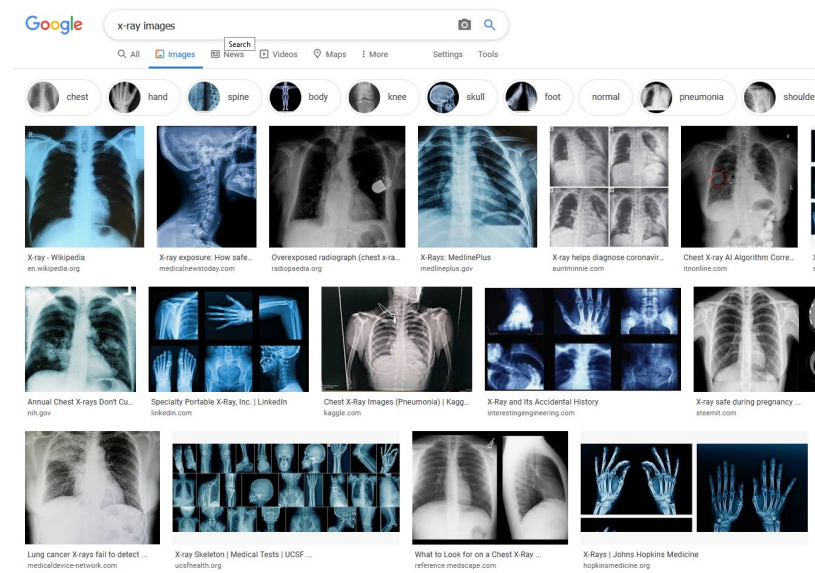 Google
x-ray images
Search
All Images News Videos Maps More Settings Tools
chest hand spine body knee skull foot normal pneumonia shoulde
X-ray - Wikipedia
en.wikipedia.org
X-ray exposure: How safe...
medicalnewstoday.com
Overexposed radiograph (chest x-ra...
radiopaedia.org
X-Rays: MedlinePlus
medlineplus.gov
X-ray helps diagnose coronavir...
auntminnie.com
Chest X-Ray AI Algorithm Corre...
itnonline.com
Annual Chest X-rays Don't Cu...
nih.gov
Specialty Portable X-Ray, Inc. | LinkedIn
linkedin.com
Chest X-Ray Images (Pneumonia) | Kagg...
kaggle.com
X-Ray and Its Accidental History
interestingengineering.com
X-ray safe during pregnancy ...
steemit.com
Lung cancer X-rays fail to detect ...
medicaldevice-network.com
X-ray Skeleton | Medical Tests | UCSF ...
ucsfhealth.org
What to Look for on a Chest X-Ray ...
reference.medscape.com
X-Rays | Johns Hopkins Medicine
hopkinsmedicine.org